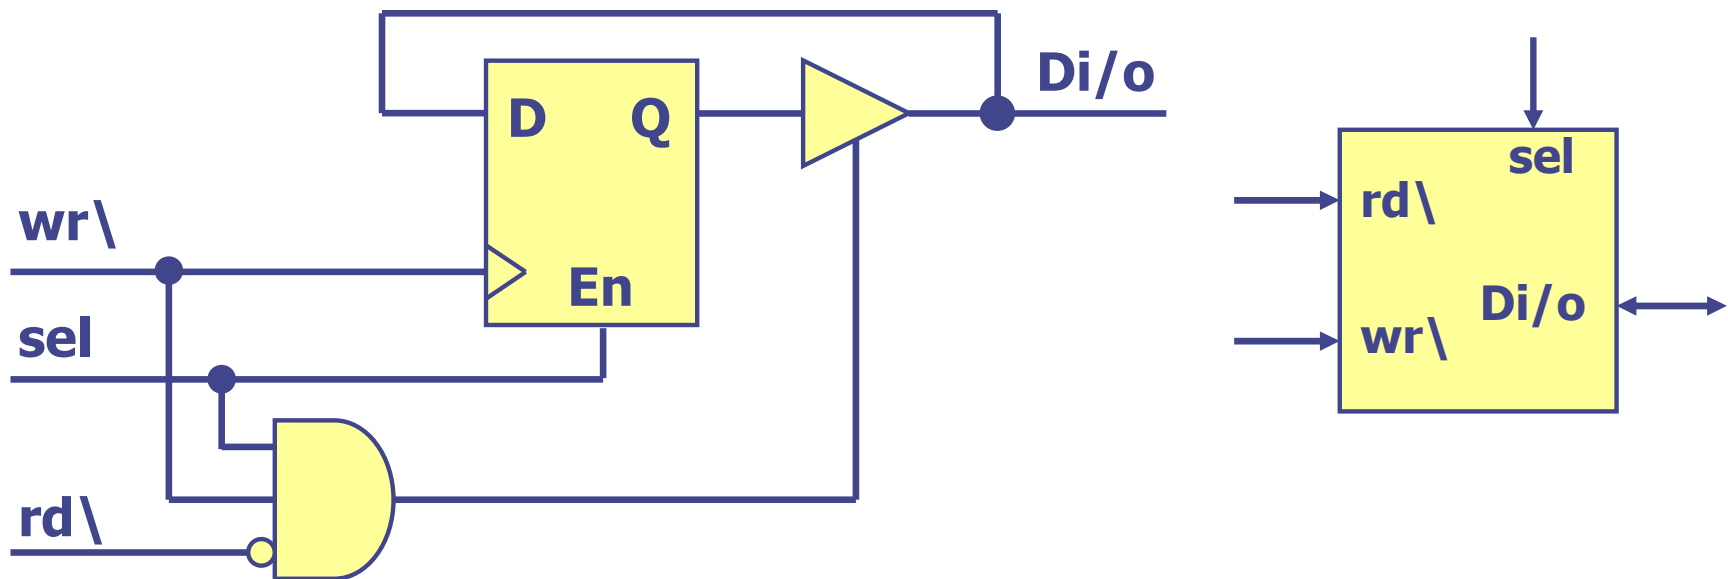 Di/o
D Q
wr\
En
sel
rd\
sel
rd\
Di/o
wr\